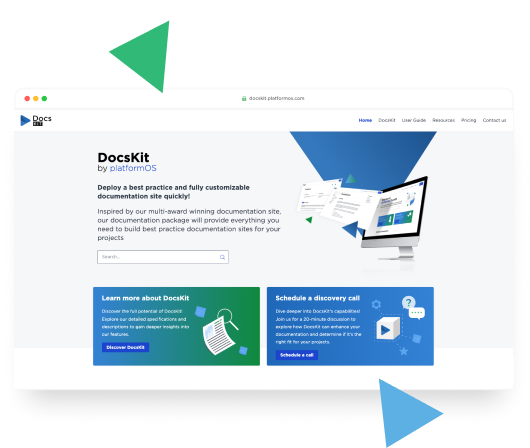 docskit.platformos.com
Docs
KIT
Home DocsKit User Guide Resources Pricing Contact us
DocsKit
by platformOS
Deploy a best practice and fully customizable
documentation site quickly!
Inspired by our multi-award winning documentation site,
our documentation package will provide everything you
need to build best practice documentation sites for your
projects
Search...
Learn more about DocsKit
Discover the full potential of DocsKit!
Explore our detailed specifications and
descriptions to gain deeper insights into
our features.
Discover DocsKit
Schedule a discovery call
Dive deeper into DocsKit's capabilities!
Join us for a 20-minute discussion to
explore how DocsKit can enhance your
documentation and determine if it's the
right fit for your projects.
Schedule a call
?